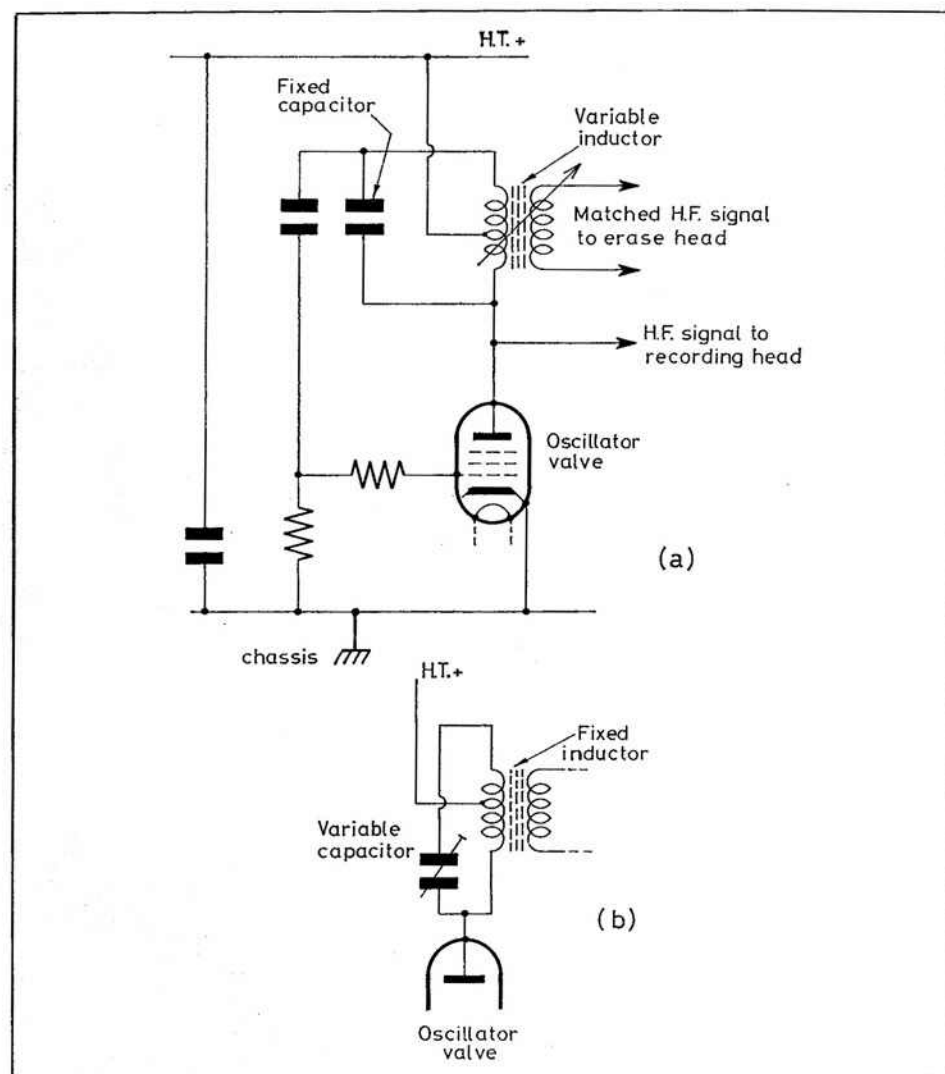 H.T. +
Fixed
capacitor
Variable
inductor
Matched H.F. signal
to erase head
H.F. signal to
recording head
Oscillator
valve
(a)
chassis
H.T. +
Fixed
inductor
Variable
capacitor
(b)
Oscillator
valve